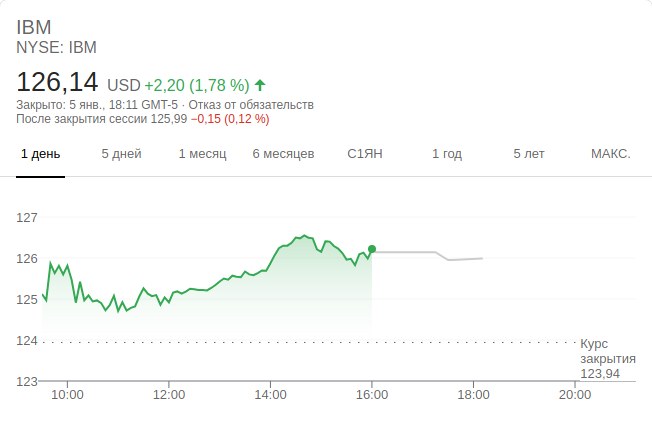 IBM
NYSE: IBM
126,14 USD +2,20 (1,78 %)
Закрыто: 5 янв., 18:11 GMT-5 · Отказ от обязательств
После закрытия сессии 125,99 −0,15 (0,12 %)
1 день 5 дней 1 месяц 6 месяцев С1ЯН 1 год 5 лет МАКС.
127
126
125
124
Курс
закрытия
123,94
123
10:00 12:00 14:00 16:00 18:00 20:00